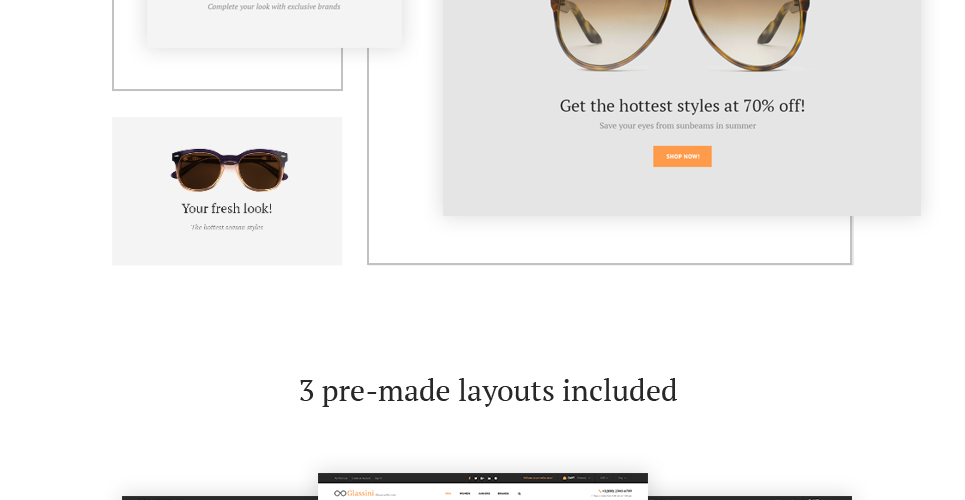 Complete your look with exclusive brands
Get the hottest styles at 70% off!
Save your eyes from sunbeams in summer
SHOP NOW!
Your fresh look!
The hottest season styles
3 pre-made layouts included
Glassini